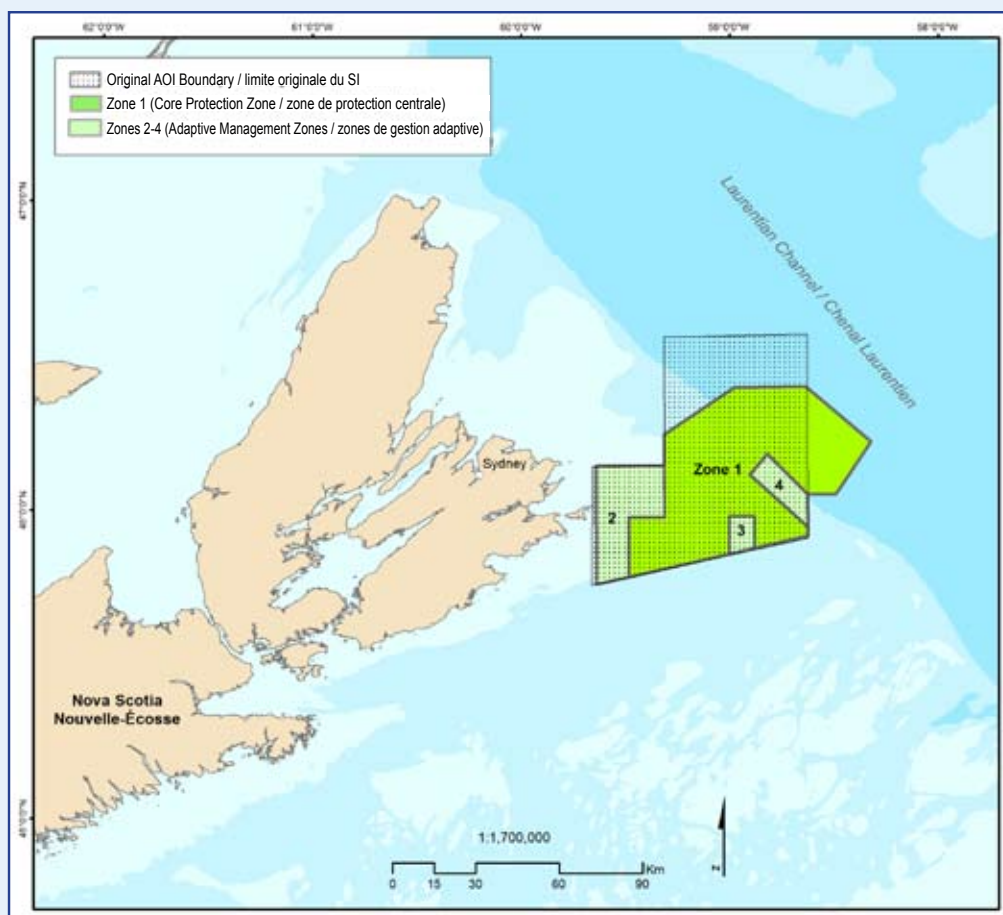 62°0'0"W 61°0'0"W 60°0'0"W 59°0'0"W 58°0'0"W
Original AOI Boundary / limite originale du SI
Zone 1 (Core Protection Zone / zone de protection centrale)
Zones 2-4 (Adaptive Management Zones / zones de gestion adaptive)
47°0'0"N
Laurentian Channel / Chenal Laurentien
Sydney
Zone 1
4
46°0'0"N
2
3
Nova Scotia
Nouvelle-Écosse
45°0'0"N
1:1,700,000
Km
0 15 30 60 90
N